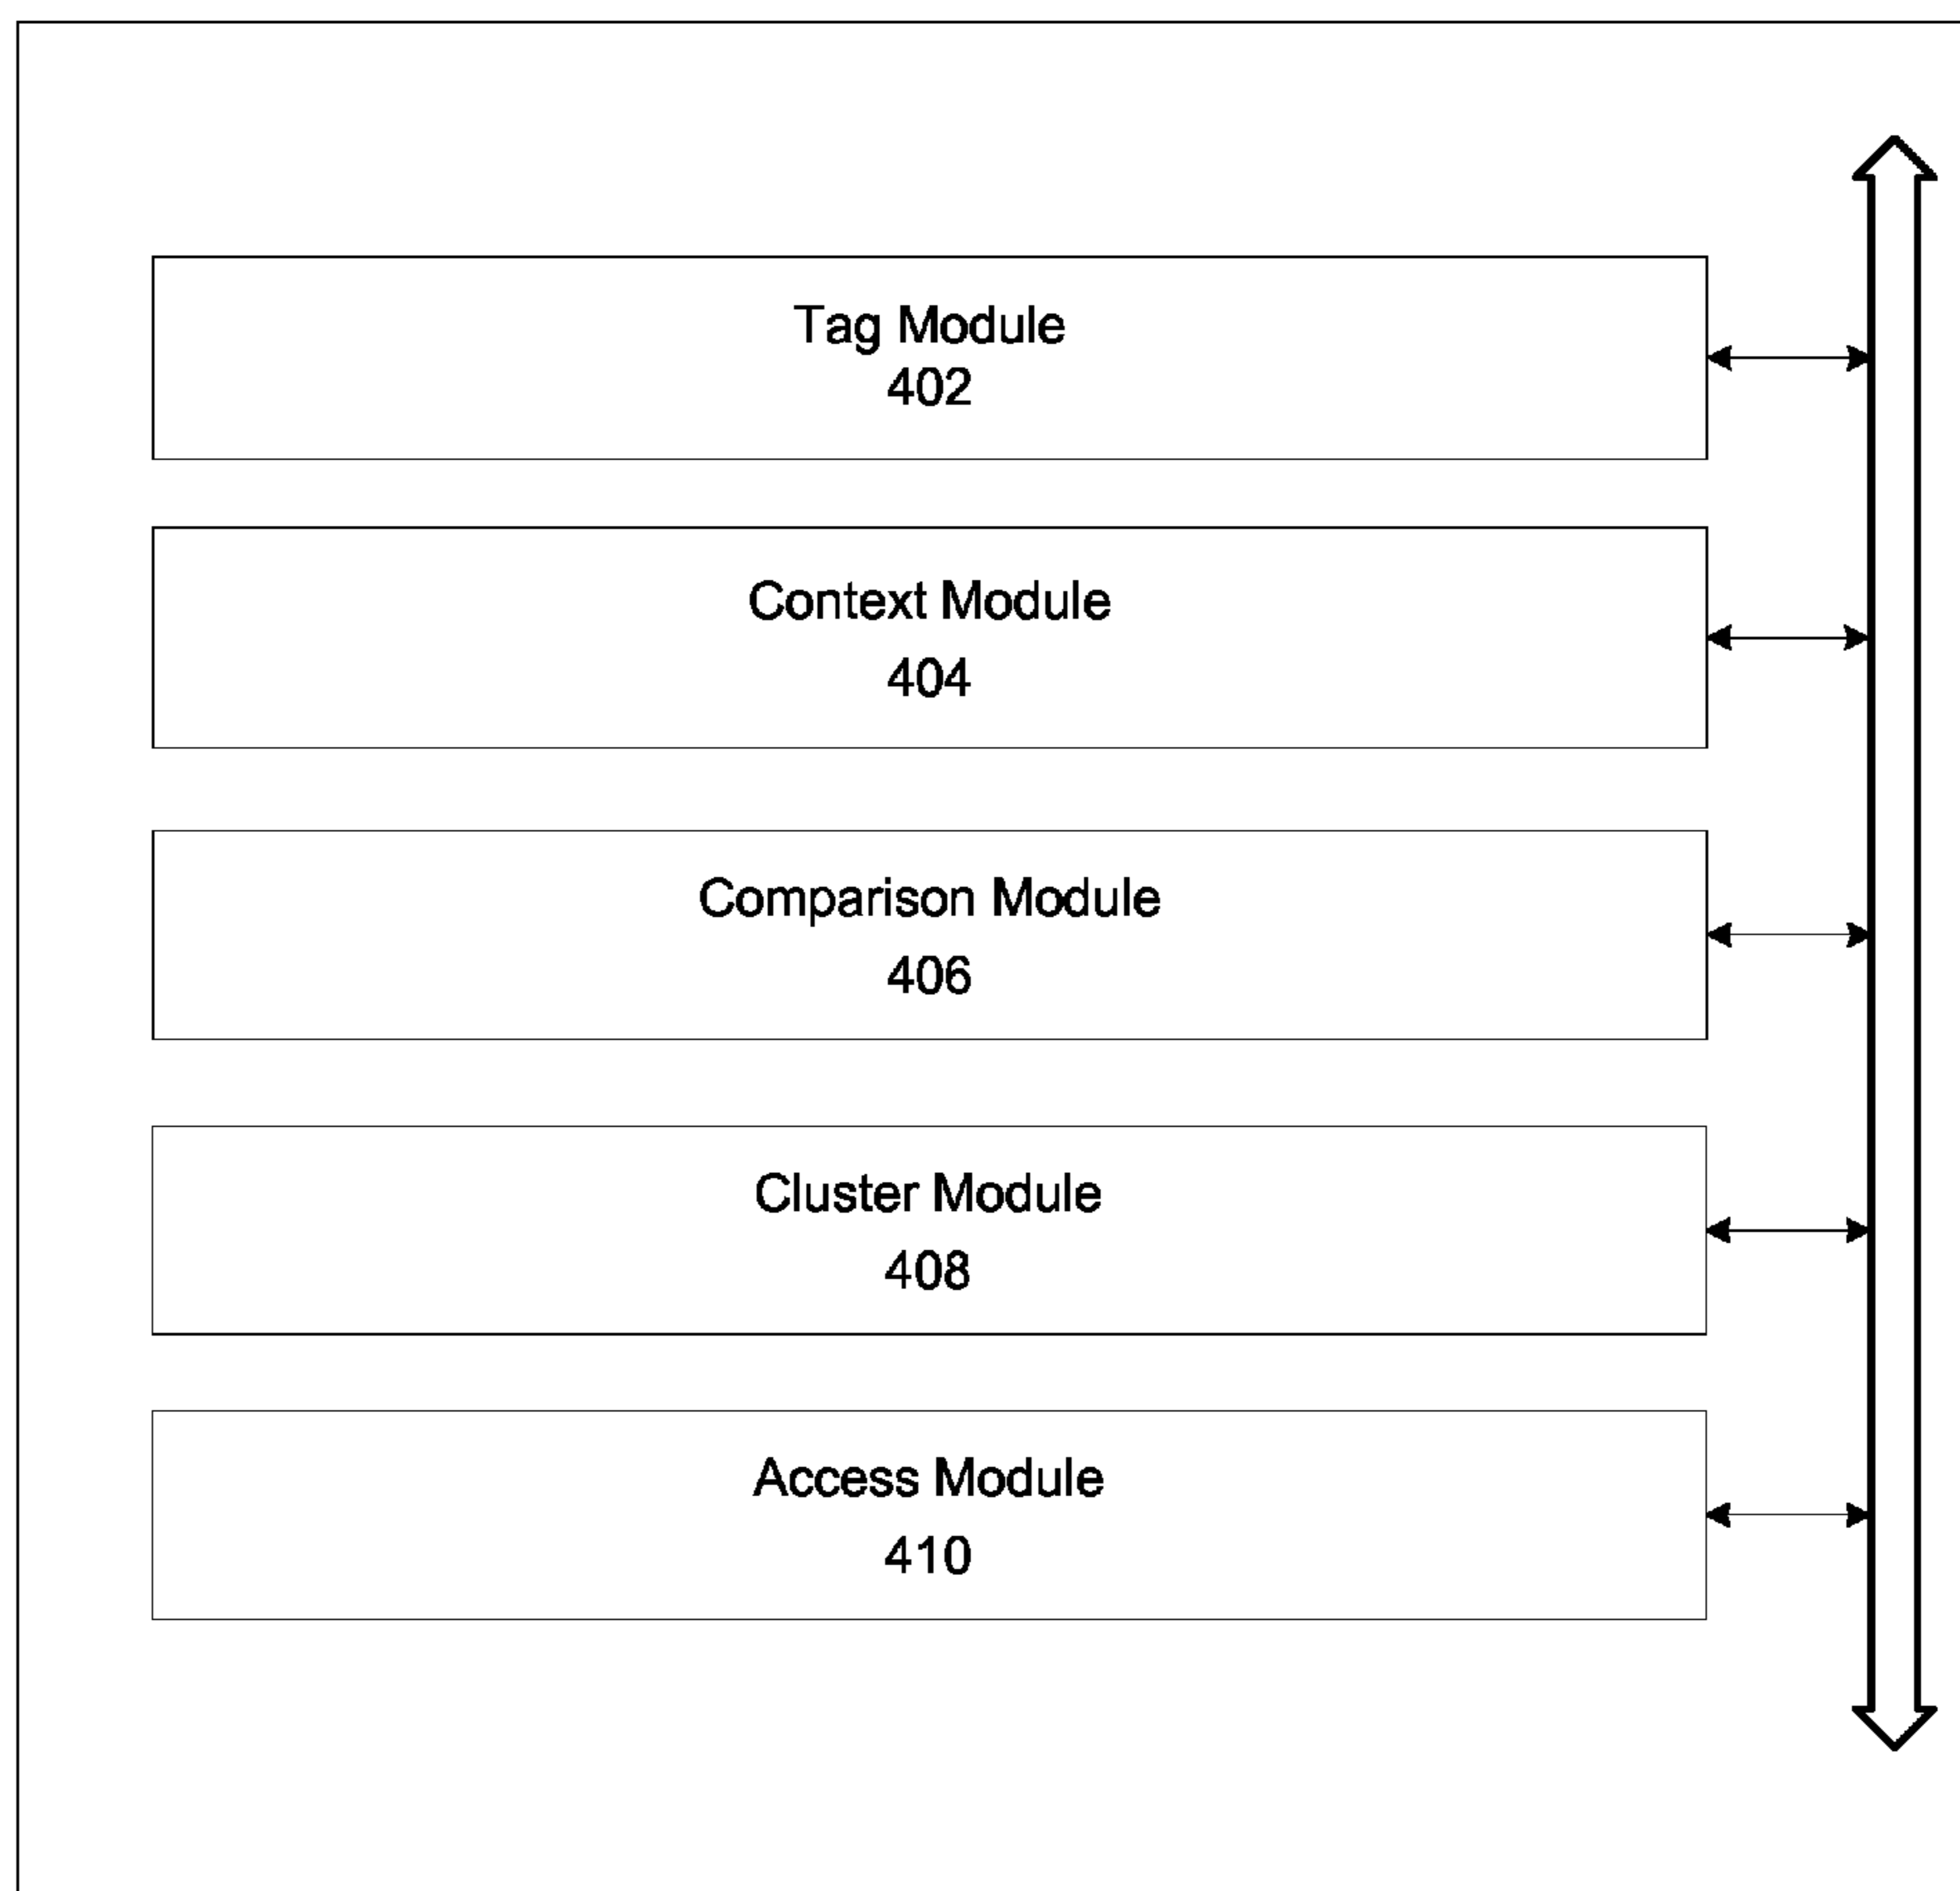 Tag Module
402
Context Module
404
Comparison Module
406
Cluster Module
408
Access Module
410